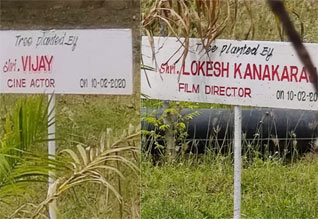 Tree planted By
Shri. VIJAY
CINE ACTOR on 10-02-2020
Tree planted By
Shri. LOKESH KANAKARA
FILM DIRECTOR on 10-02-20